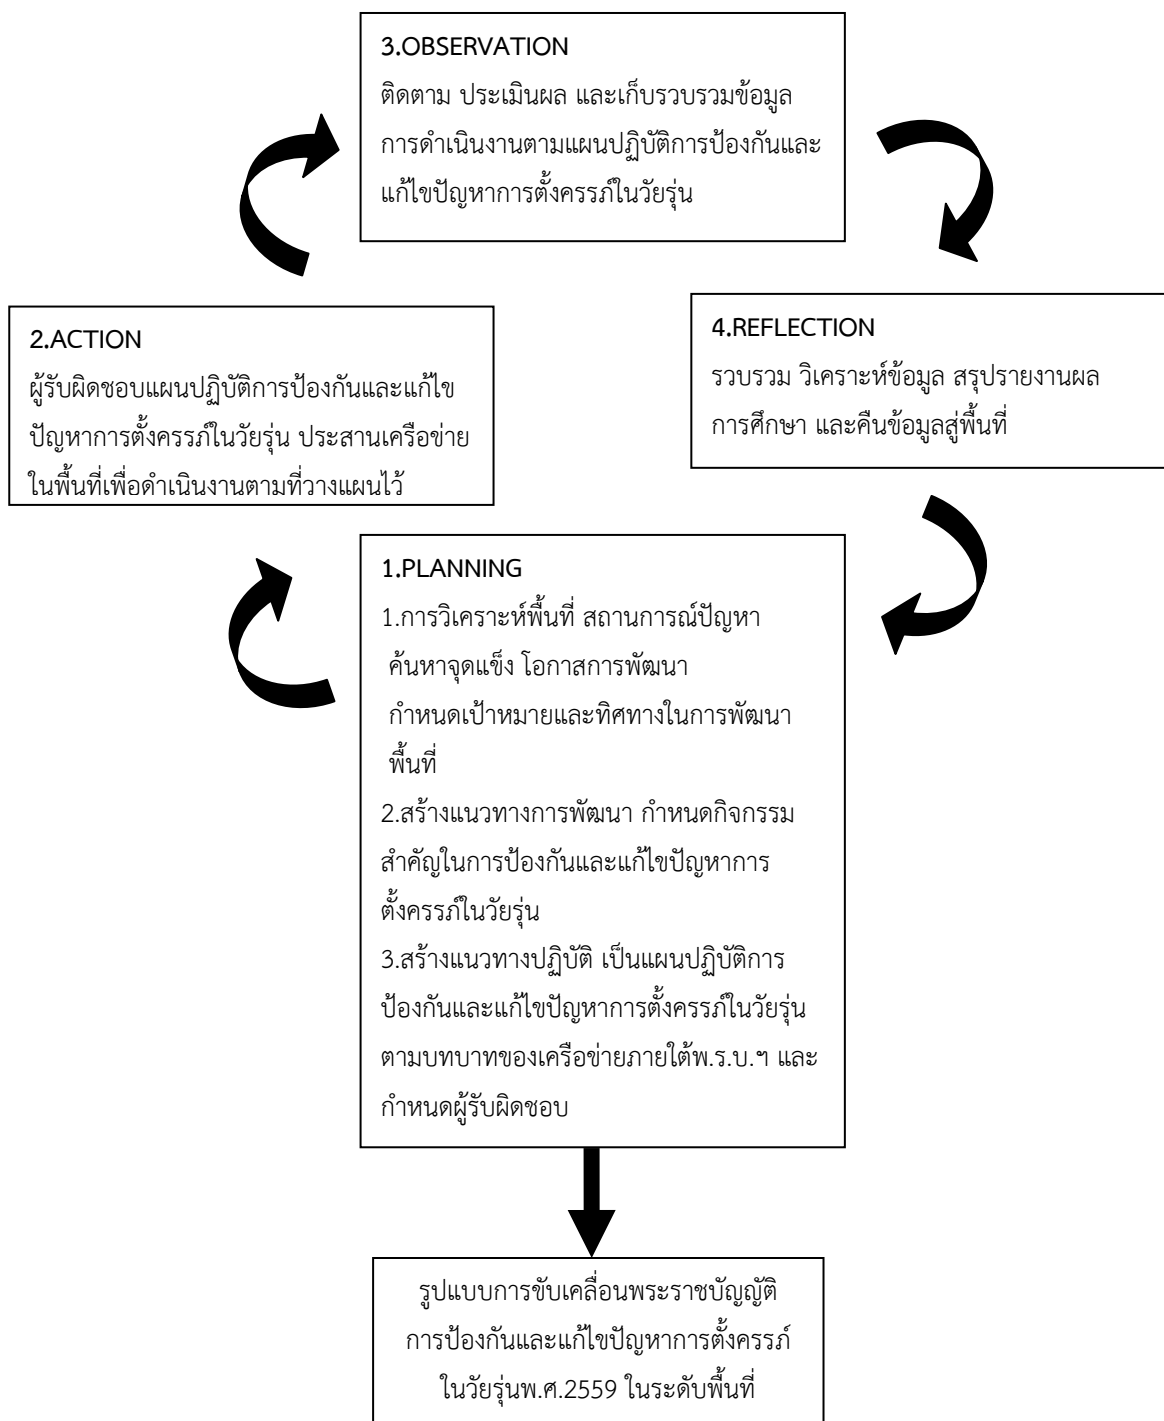 3.OBSERVATION
ติดตาม ประเมินผล และเก็บรวบรวมข้อมูล
การดำเนินงานตามแผนปฏิบัติการป้องกันและ
แก้ไขปัญหาการตั้งครรภ์ในวัยรุ่น
2.ACTION
ผู้รับผิดชอบแผนปฏิบัติการป้องกันและแก้ไข
ปัญหาการตั้งครรภ์ในวัยรุ่น ประสานเครือข่าย
ในพื้นที่เพื่อดำเนินงานตามที่วางแผนไว้
4.REFLECTION
รวบรวม วิเคราะห์ข้อมูล สรุปรายงานผล
การศึกษา และคืนข้อมูลสู่พื้นที่
1.PLANNING
1.การวิเคราะห์พื้นที่ สถานการณ์ปัญหา
ค้นหาจุดแข็ง โอกาสการพัฒนา
กำหนดเป้าหมายและทิศทางในการพัฒนา
พื้นที่
2.สร้างแนวทางการพัฒนา กำหนดกิจกรรม
สำคัญในการป้องกันและแก้ไขปัญหาการ
ตั้งครรภ์ในวัยรุ่น
3.สร้างแนวทางปฏิบัติ เป็นแผนปฏิบัติการ
ป้องกันและแก้ไขปัญหาการตั้งครรภ์ในวัยรุ่น
ตามบทบาทของเครือข่ายภายใต้พ.ร.บ.ฯ และ
กำหนดผู้รับผิดชอบ
รูปแบบการขับเคลื่อนพระราชบัญญัติ
การป้องกันและแก้ไขปัญหาการตั้งครรภ์
ในวัยรุ่นพ.ศ.2559 ในระดับพื้นที่